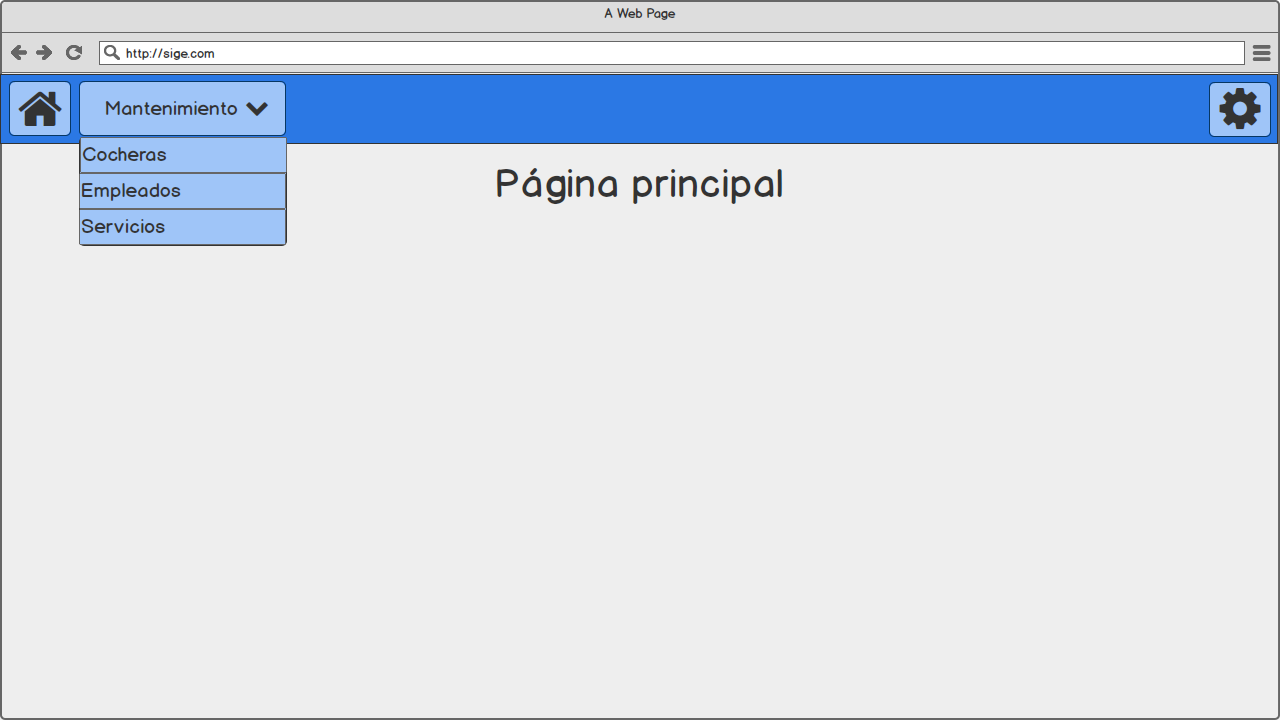 A Web Page
http://sige.com
Mantenimiento
Cocheras
Empleados
Servicios
Página principal